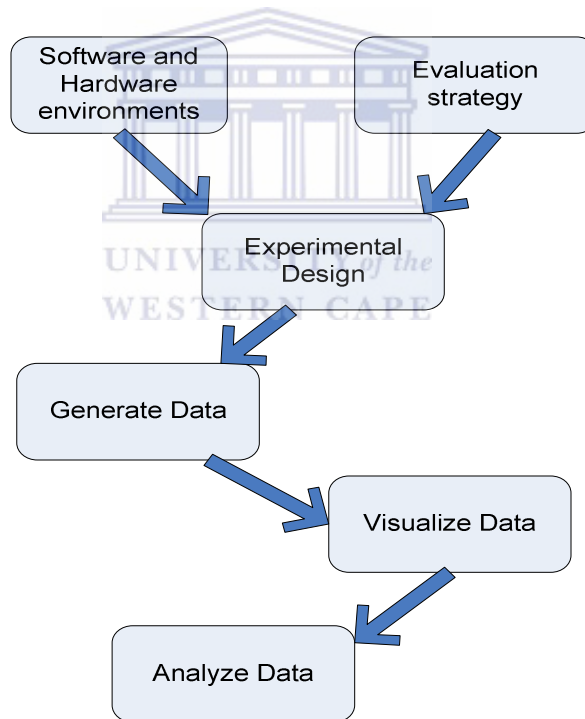 Software and
Hardware
environments
Evaluation
strategy
Experimental
Design
UNIVERSITY of the
WESTERN CAPE
Generate Data
Visualize Data
Analyze Data